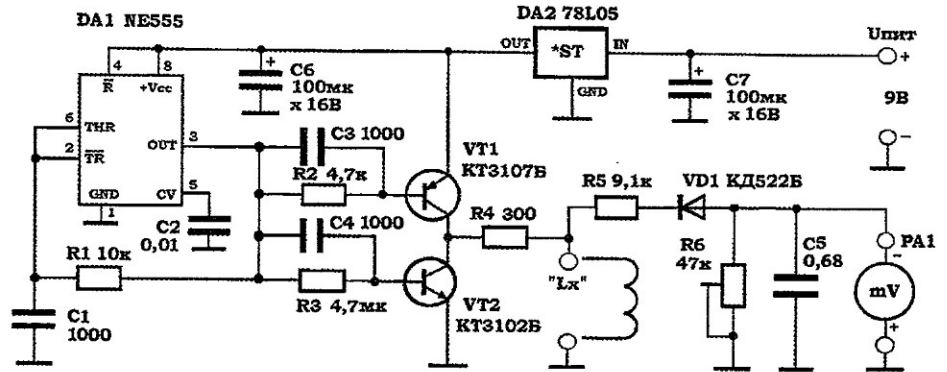 DA1 NE555
DA2 78L05
OUT
*ST
IN
GND
Uпит
+
9В
−
4
8
R
+Vcc
6
THR
2
TR
OUT
3
GND
1
CV
5
C6
100мк
x 16В
+
C7
100мк
x 16В
+
C3 1000
R2 4,7к
C4 1000
R3 4,7мк
VT1
КТ3107Б
VT2
КТ3102Б
R4 300
R5 9,1к
VD1 КД522Б
C2
0,01
R1 10к
C1
1000
"Lx"
R6
47к
C5
0,68
PA1
−
mV
+